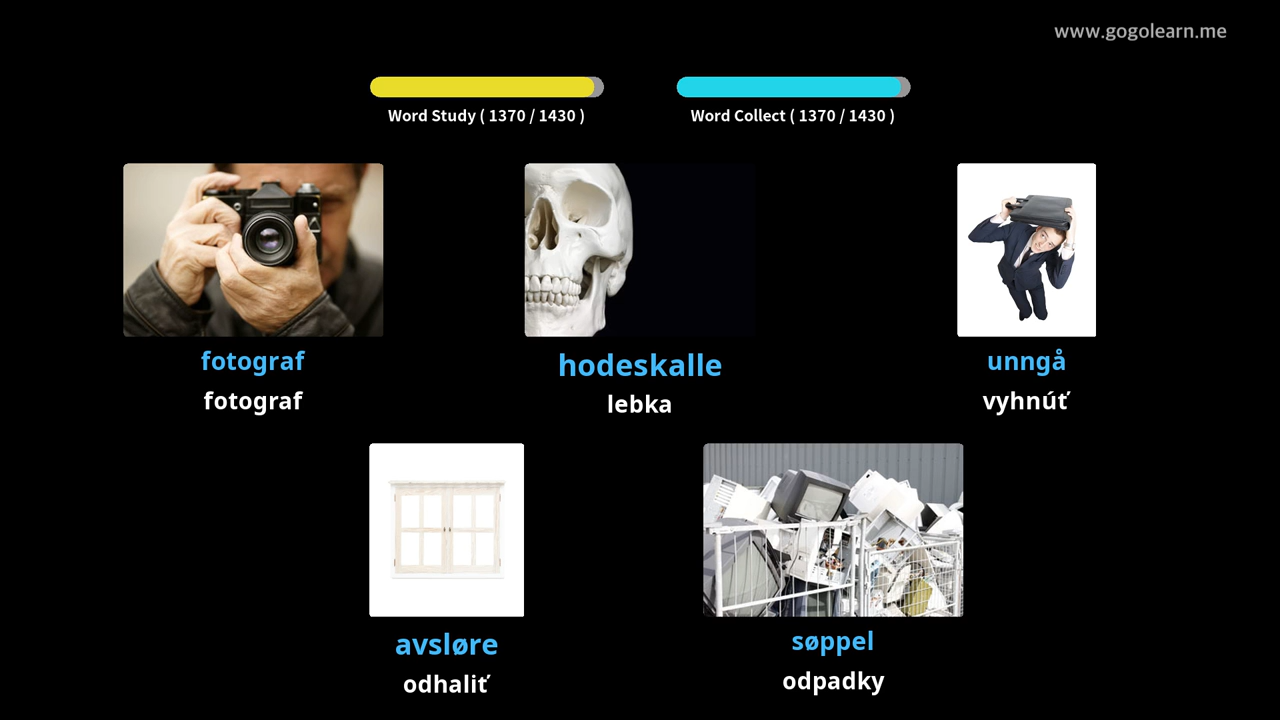 www.gogolearn.me
Word Study ( 1370 / 1430 )
Word Collect ( 1370 / 1430 )
fotograf
fotograf
hodeskalle
lebka
unngå
vyhnúť
avsløre
odhaliť
søppel
odpadky